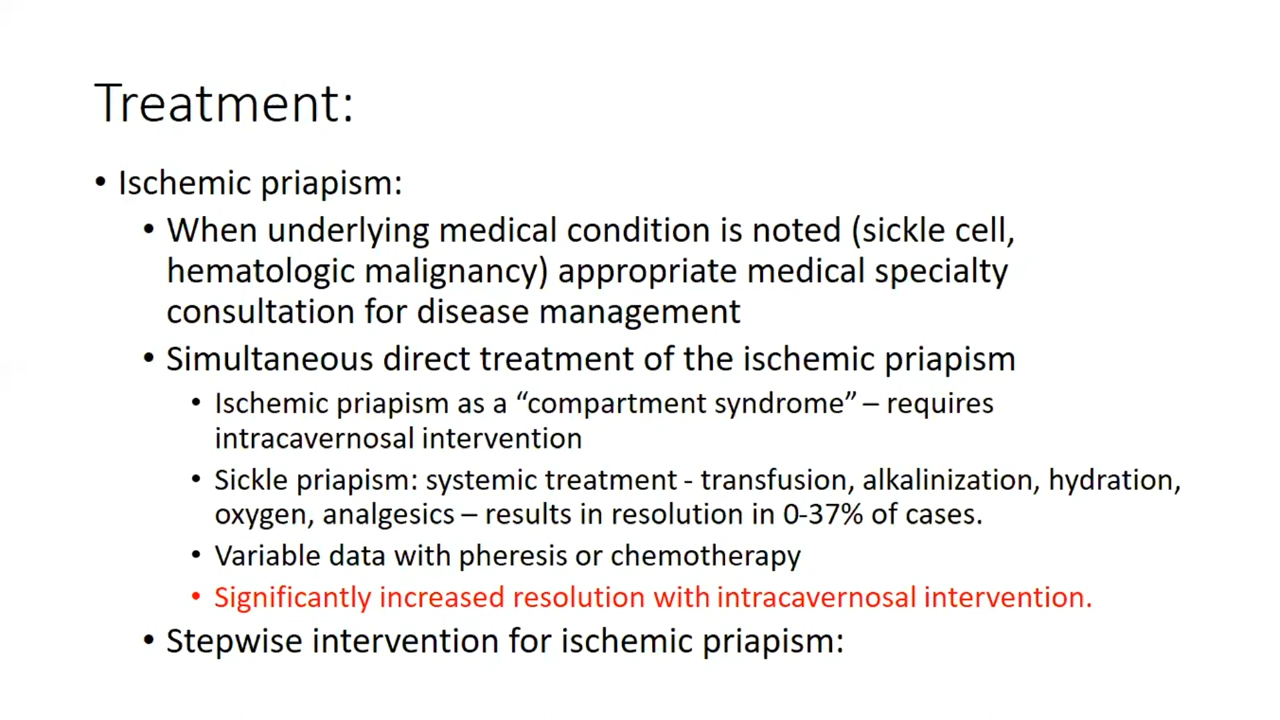 Treatment:
• Ischemic priapism:
• When underlying medical condition is noted (sickle cell,
hematologic malignancy) appropriate medical specialty
consultation for disease management
• Simultaneous direct treatment of the ischemic priapism
• Ischemic priapism as a “compartment syndrome” – requires
intracavernosal intervention
• Sickle priapism: systemic treatment - transfusion, alkalinization, hydration,
oxygen, analgesics – results in resolution in 0-37% of cases.
• Variable data with pheresis or chemotherapy
• Significantly increased resolution with intracavernosal intervention.
• Stepwise intervention for ischemic priapism: